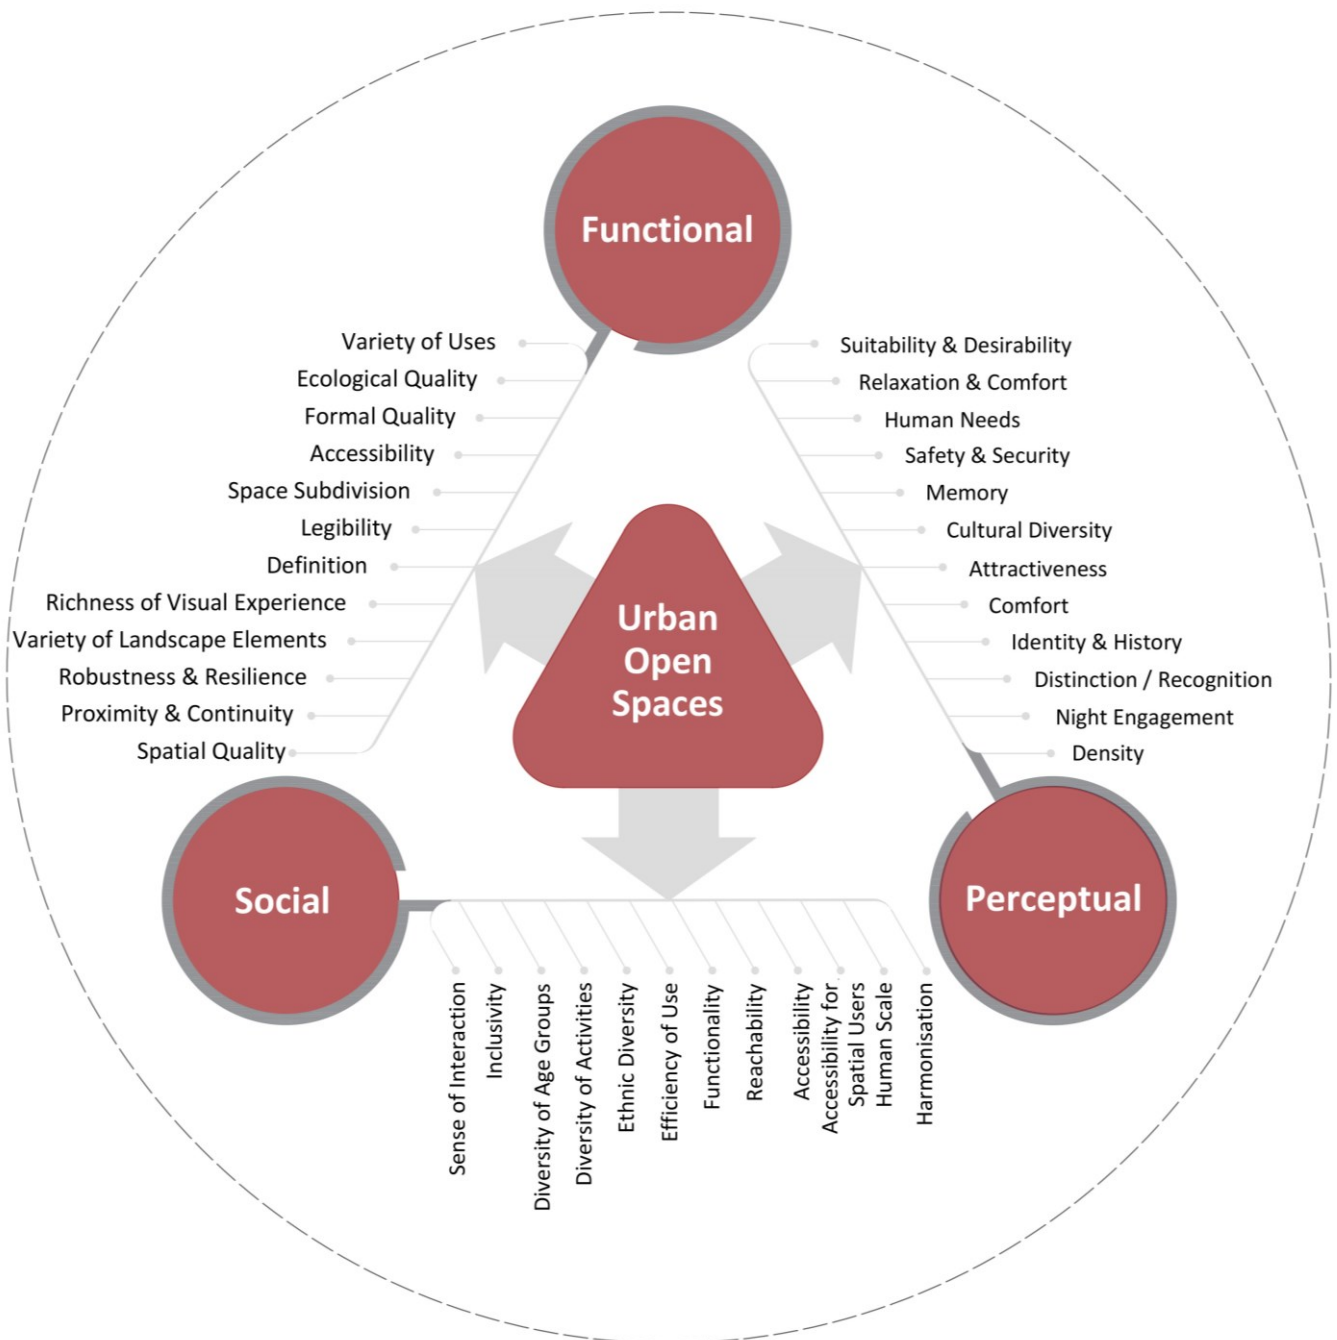 Functional
Variety of Uses
Ecological Quality
Formal Quality
Accessibility
Space Subdivision
Legibility
Definition
Richness of Visual Experience
Variety of Landscape Elements
Robustness & Resilience
Proximity & Continuity
Spatial Quality
Suitability & Desirability
Relaxation & Comfort
Human Needs
Safety & Security
Memory
Cultural Diversity
Attractiveness
Comfort
Identity & History
Distinction / Recognition
Night Engagement
Density
Urban
Open
Spaces
Social
Perceptual
Sense of Interaction
Inclusivity
Diversity of Age Groups
Diversity of Activities
Ethnic Diversity
Efficiency of Use
Functionality
Reachability
Accessibility
Accessibility for
Spatial Users
Human Scale
Harmonisation